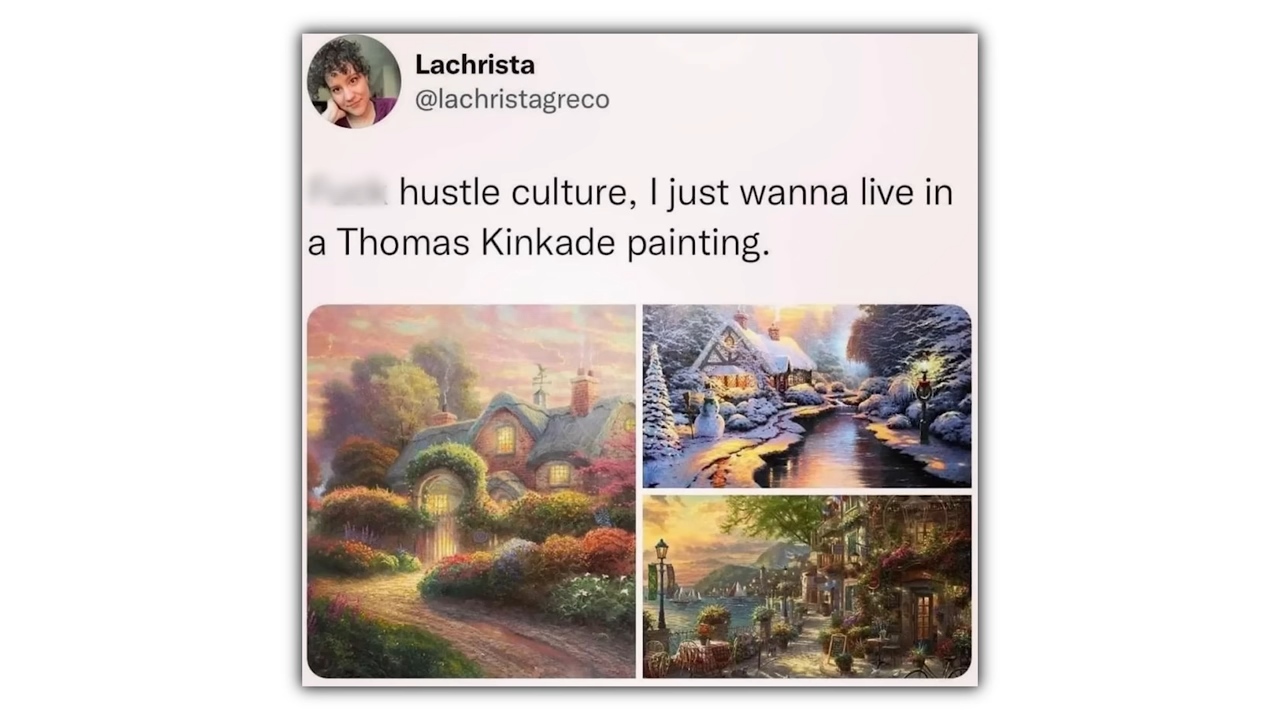 Lachrista
@lachristagreco
hustle culture, I just wanna live in
a Thomas Kinkade painting.